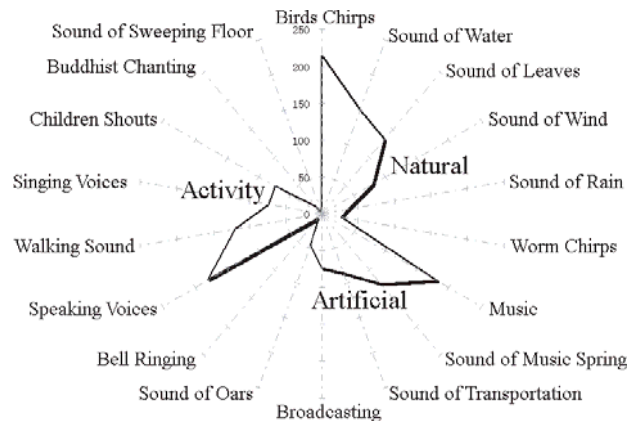 Birds Chirps
250
Sound of Sweeping Floor
Sound of Water
200
Buddhist Chanting
Sound of Leaves
150
Children Shouts
Sound of Wind
100
Natural
50
Singing Voices
Activity
Sound of Rain
0
Walking Sound
Worm Chirps
Speaking Voices
Artificial
Music
Bell Ringing
Sound of Music Spring
Sound of Oars
Sound of Transportation
Broadcasting